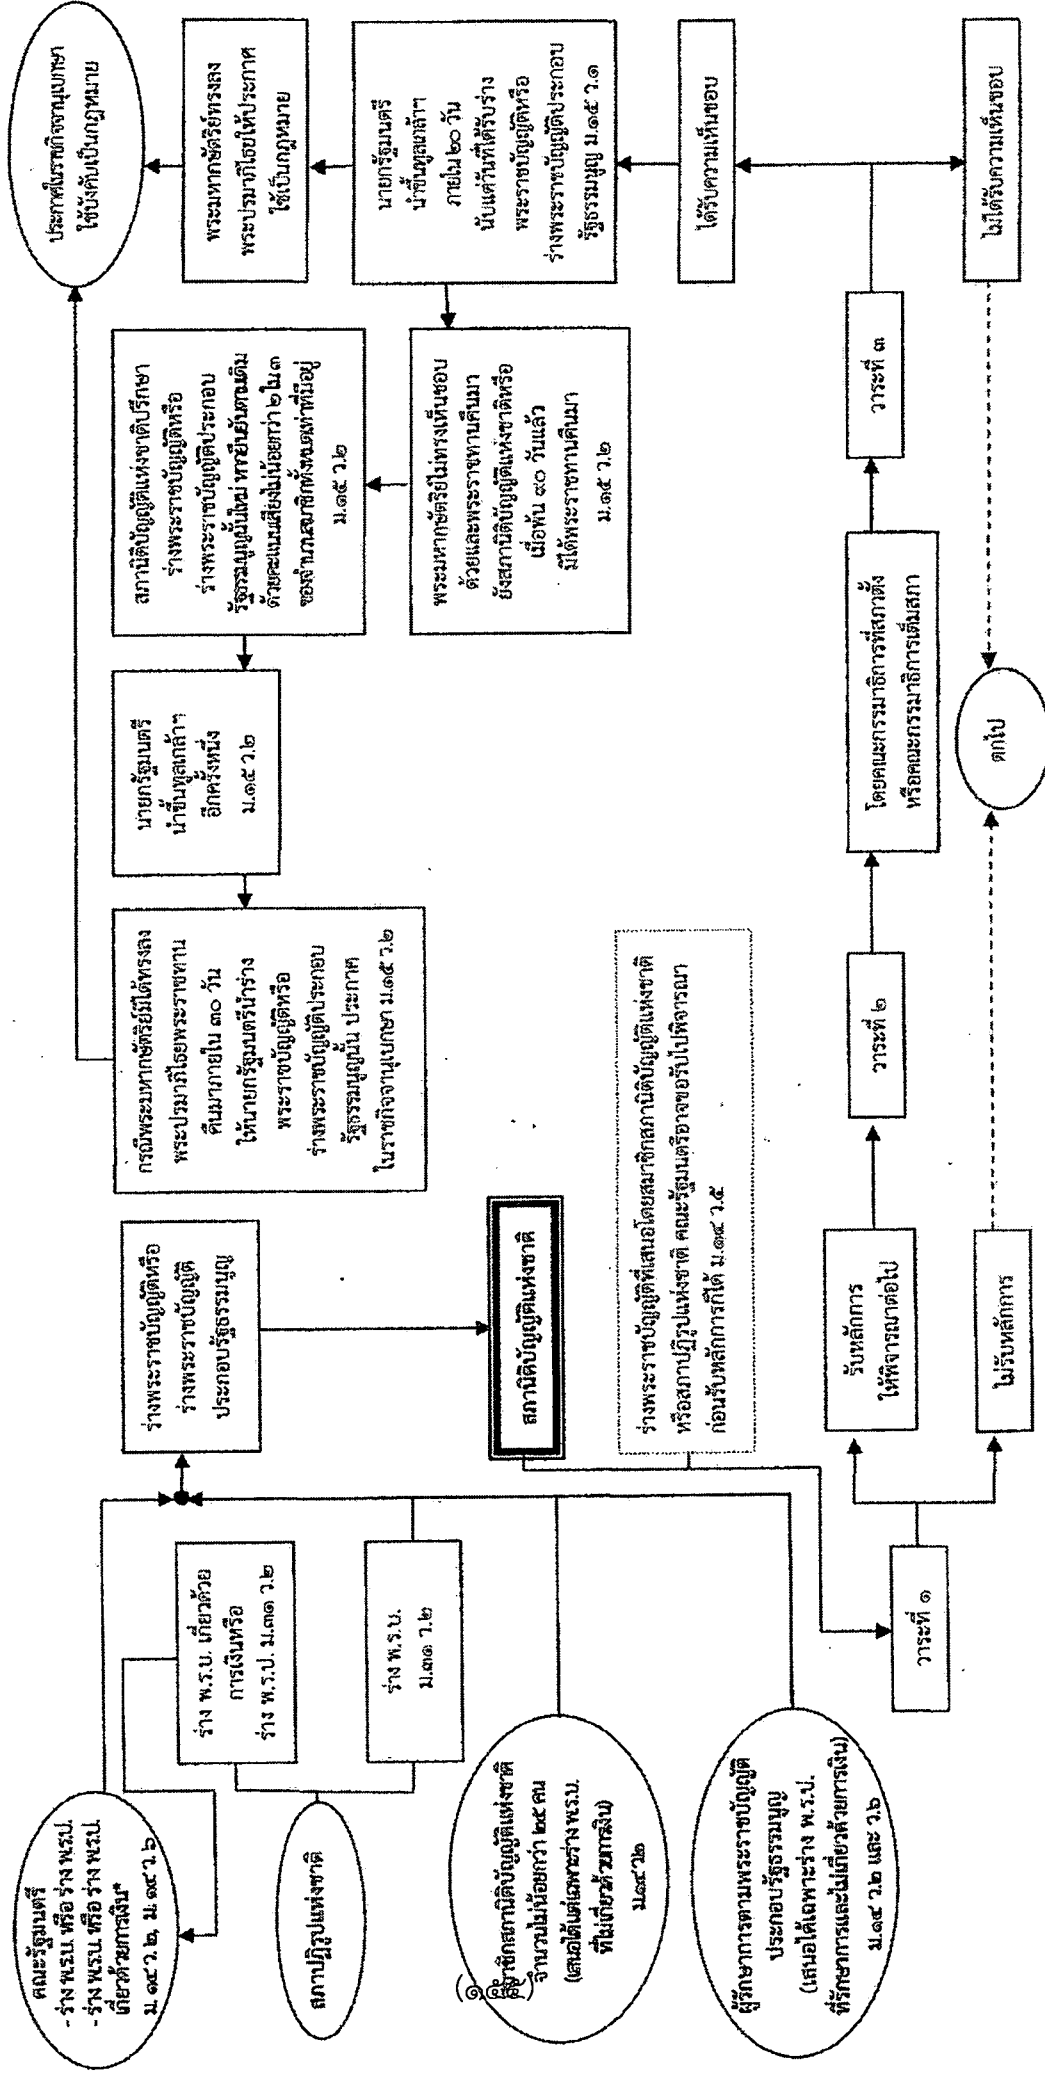 คณะรัฐมนตรี
- ร่าง พ.ร.บ. หรือ ร่าง พ.ร.ป.
- ร่าง พ.ร.บ. หรือ ร่าง พ.ร.ป.
เกี่ยวด้วยการเงิน*
ม. ๑๔ ว.๒, ม. ๑๔ ว. ๖
ร่าง พ.ร.บ. เกี่ยวด้วย
การเงินหรือ
ร่าง พ.ร.ป. ม.๓๑ ว.๒
สภาปฏิรูปแห่งชาติ
ร่าง พ.ร.บ.
ม.๓๑ ว.๒
สมาชิกสภานิติบัญญัติแห่งชาติ
จำนวนไม่น้อยกว่า ๒๕ คน
(เสนอได้แต่เฉพาะร่าง พ.ร.บ.
ที่ไม่เกี่ยวด้วยการเงิน)
ม.๑๔ ว๒
ผู้รักษาการตามพระราชบัญญัติ
ประกอบรัฐธรรมนูญ
(เสนอได้เฉพาะร่าง พ.ร.ป.
ที่รักษาการและไม่เกี่ยวด้วยการเงิน)
ม.๑๔ ว.๒ และ ว.๖
ร่างพระราชบัญญัติหรือ
ร่างพระราชบัญญัติ
ประกอบรัฐธรรมนูญ
สภานิติบัญญัติแห่งชาติ
ร่างพระราชบัญญัติที่เสนอโดยสมาชิกสภานิติบัญญัติแห่งชาติ
หรือสภาปฏิรูปแห่งชาติ คณะรัฐมนตรีอาจขอรับไปพิจารณา
ก่อนรับหลักการก็ได้ ม.๑๔ ว.๕
วาระที่ ๑
รับหลักการ
ให้พิจารณาต่อไป
ไม่รับหลักการ
วาระที่ ๒
โดยคณะกรรมาธิการที่สภาตั้ง
หรือคณะกรรมาธิการเต็มสภา
ตกไป
วาระที่ ๓
ได้รับความเห็นชอบ
ไม่ได้รับความเห็นชอบ
นายกรัฐมนตรี
นำขึ้นทูลเกล้าฯ
ภายใน ๒๐ วัน
นับแต่วันที่ได้รับร่าง
พระราชบัญญัติหรือ
ร่างพระราชบัญญัติประกอบ
รัฐธรรมนูญ ม.๑๕ ว.๑
พระมหากษัตริย์ทรงลง
พระปรมาภิไธยให้ประกาศ
ใช้เป็นกฎหมาย
ประกาศในราชกิจจานุเบกษา
ใช้บังคับเป็นกฎหมาย
พระมหากษัตริย์ไม่ทรงเห็นชอบ
ด้วยและพระราชทานคืนมา
ยังสภานิติบัญญัติแห่งชาติหรือ
เมื่อพ้น ๙๐ วันแล้ว
มิได้พระราชทานคืนมา
ม.๑๕ ว.๒
สภานิติบัญญัติแห่งชาติปรึกษา
ร่างพระราชบัญญัติหรือ
ร่างพระราชบัญญัติประกอบ
รัฐธรรมนูญนั้นใหม่ หากยืนยันตามเดิม
ด้วยคะแนนเสียงไม่น้อยกว่า ๒ ใน ๓
ของจำนวนสมาชิกทั้งหมดเท่าที่มีอยู่
ม.๑๕ ว.๒
นายกรัฐมนตรี
นำขึ้นทูลเกล้าฯ
อีกครั้งหนึ่ง
ม.๑๕ ว.๒
กรณีพระมหากษัตริย์มิได้ทรงลง
พระปรมาภิไธยพระราชทาน
คืนมาภายใน ๓๐ วัน
ให้นายกรัฐมนตรีนำร่าง
พระราชบัญญัติหรือ
ร่างพระราชบัญญัติประกอบ
รัฐธรรมนูญนั้น ประกาศ
ในราชกิจจานุเบกษา ม.๑๕ ว.๒